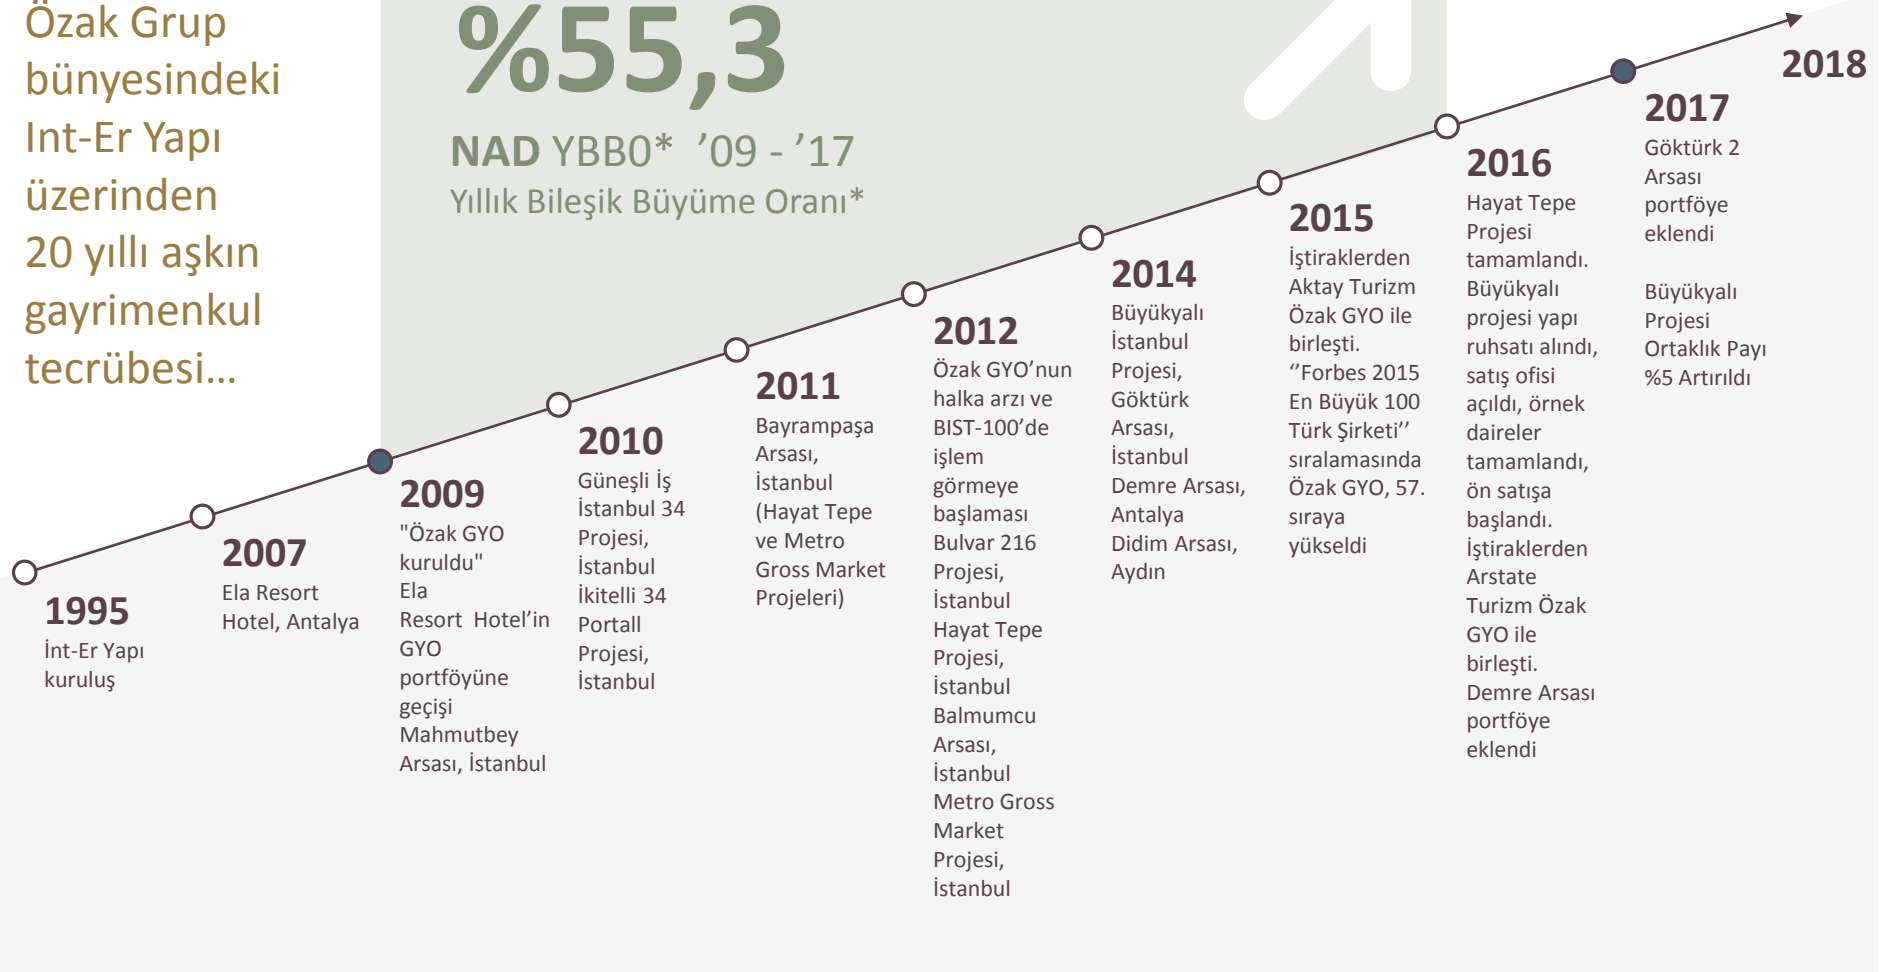 Özak Grup
bünyesindeki
Int-Er Yapı
üzerinden
20 yıllı aşkın
gayrimenkul
tecrübesi...
%55,3
NAD YBB0* ’09 - ’17
Yıllık Bileşik Büyüme Oranı*
1995
İnt-Er Yapı
kuruluş
2007
Ela Resort
Hotel, Antalya
2009
"Özak GYO
kuruldu"
Ela
Resort Hotel’in
GYO
portföyüne
geçişi
Mahmutbey
Arsası, İstanbul
2010
Güneşli İş
İstanbul 34
Projesi,
İstanbul
İkitelli 34
Portall
Projesi,
İstanbul
2011
Bayrampaşa
Arsası,
İstanbul
(Hayat Tepe
ve Metro
Gross Market
Projeleri)
2012
Özak GYO’nun
halka arzı ve
BIST-100’de
işlem
görmeye
başlaması
Bulvar 216
Projesi,
İstanbul
Hayat Tepe
Projesi,
İstanbul
Balmumcu
Arsası,
İstanbul
Metro Gross
Market
Projesi,
İstanbul
2014
Büyükyalı
İstanbul
Projesi,
Göktürk
Arsası,
İstanbul
Demre Arsası,
Antalya
Didim Arsası,
Aydın
2015
İştiraklerden
Aktay Turizm
Özak GYO ile
birleşti.
‘’Forbes 2015
En Büyük 100
Türk Şirketi’’
sıralamasında
Özak GYO, 57.
sıraya
yükseldi
2016
Hayat Tepe
Projesi
tamamlandı.
Büyükyalı
projesi yapı
ruhsatı alındı,
satış ofisi
açıldı, örnek
daireler
tamamlandı,
ön satışa
başlandı.
İştiraklerden
Arstate
Turizm Özak
GYO ile
birleşti.
Demre Arsası
portföye
eklendi
2017
Göktürk 2
Arsası
portföye
eklendi
Büyükyalı
Projesi
Ortaklık Payı
%5 Artırıldı
2018